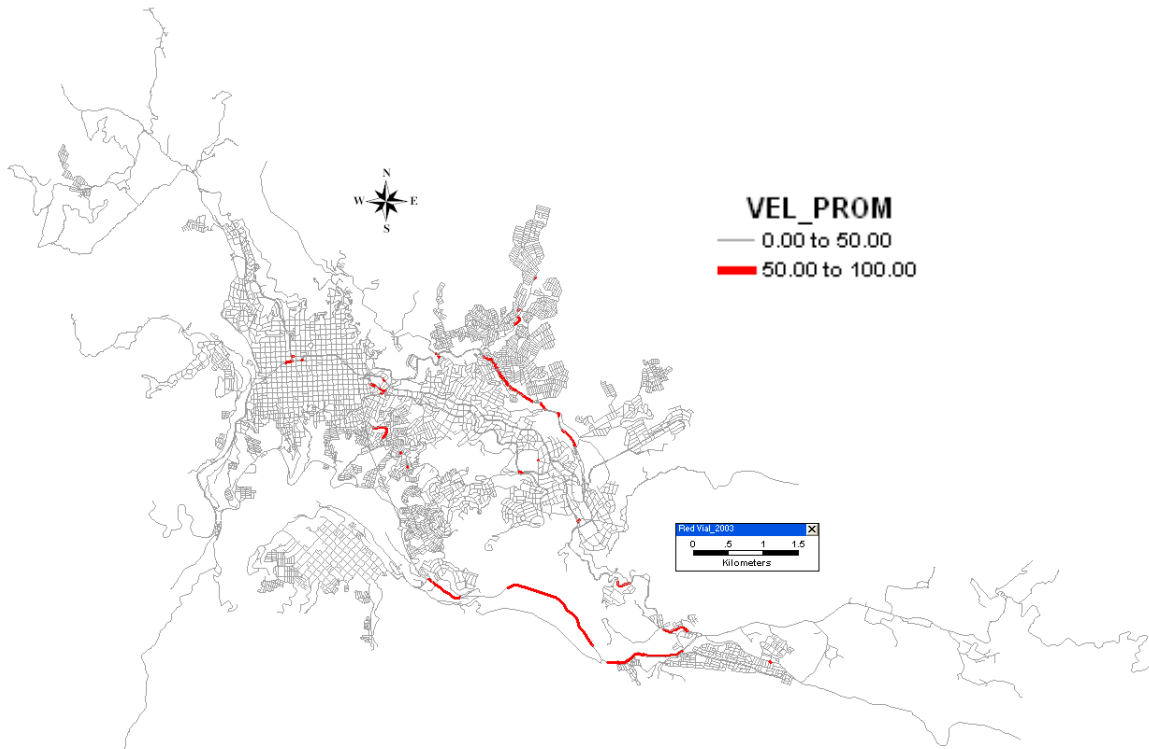 N
W E
S
VEL_PROM
0.00 to 50.00
50.00 to 100.00
Red Vial_2003
0 .5 1 1.5
Kilometers